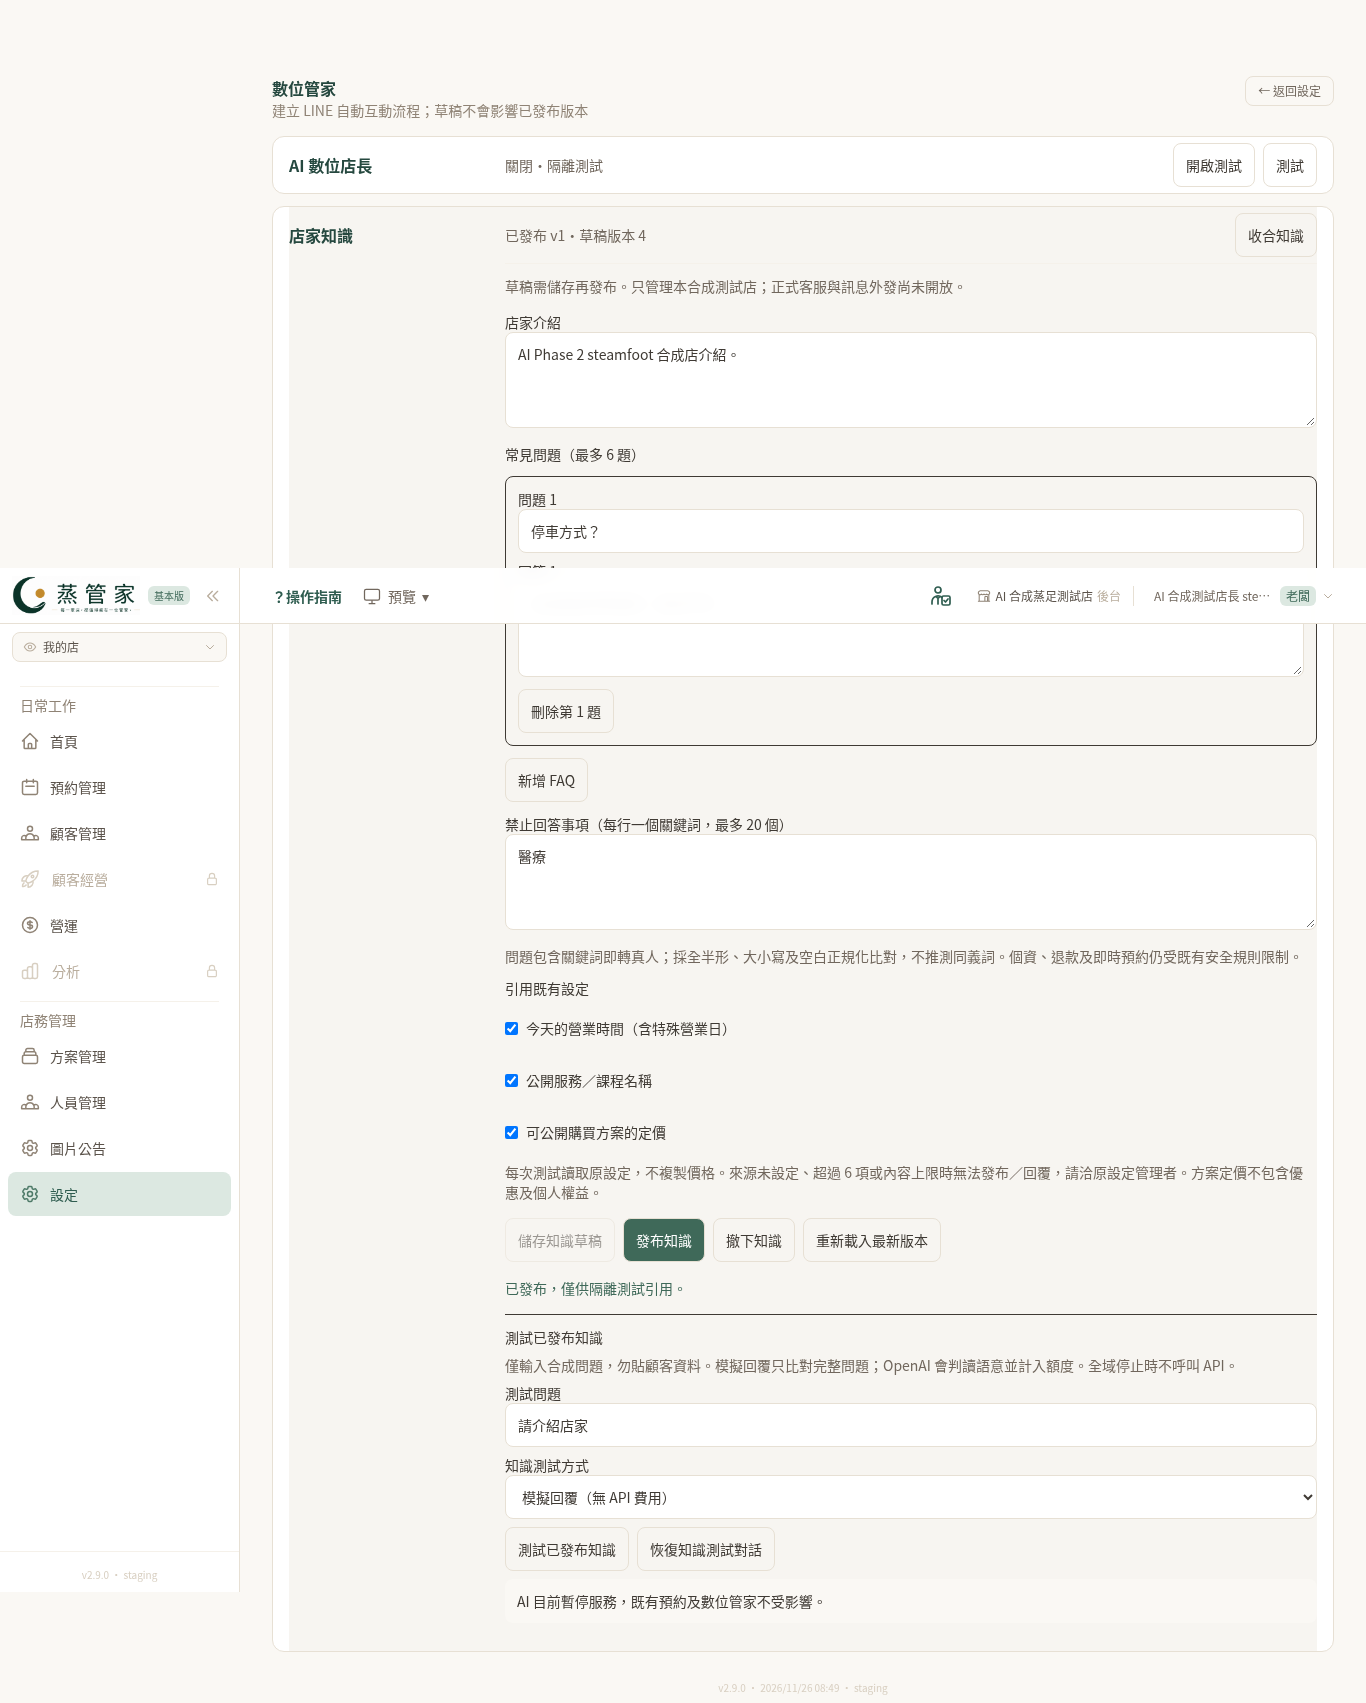 數位管家
建立 LINE 自動互動流程；草稿不會影響已發布版本
← 返回設定
AI 數位店長
關閉・隔離測試
開啟測試
測試
店家知識
已發布 v1・草稿版本 4
收合知識
草稿需儲存再發布。只管理本合成測試店；正式客服與訊息外發尚未開放。
店家介紹
AI Phase 2 steamfoot 合成店介紹。
常見問題（最多 6 題）
問題 1
停車方式？
蒸管家
基本版
?操作指南
預覽 ▾
AI 合成蒸足測試店 後台
AI 合成測試店長 ste…
老闆
我的店
日常工作
首頁
預約管理
顧客管理
顧客經營
營運
分析
店務管理
方案管理
人員管理
圖片公告
設定
刪除第 1 題
新增 FAQ
禁止回答事項（每行一個關鍵詞，最多 20 個）
醫療
問題包含關鍵詞即轉真人；採全半形、大小寫及空白正規化比對，不推測同義詞。個資、退款及即時預約仍受既有安全規則限制。
引用既有設定
今天的營業時間（含特殊營業日）
公開服務／課程名稱
可公開購買方案的定價
每次測試讀取原設定，不複製價格。來源未設定、超過 6 項或內容上限時無法發布／回覆，請洽原設定管理者。方案定價不包含優
惠及個人權益。
儲存知識草稿
發布知識
撤下知識
重新載入最新版本
已發布，僅供隔離測試引用。
測試已發布知識
僅輸入合成問題，勿貼顧客資料。模擬回覆只比對完整問題；OpenAI 會判讀語意並計入額度。全域停止時不呼叫 API。
測試問題
請介紹店家
知識測試方式
模擬回覆（無 API 費用）
測試已發布知識
恢復知識測試對話
AI 目前暫停服務，既有預約及數位管家不受影響。
v2.9.0 ・ staging
v2.9.0 ・ 2026/11/26 08:49 ・ staging